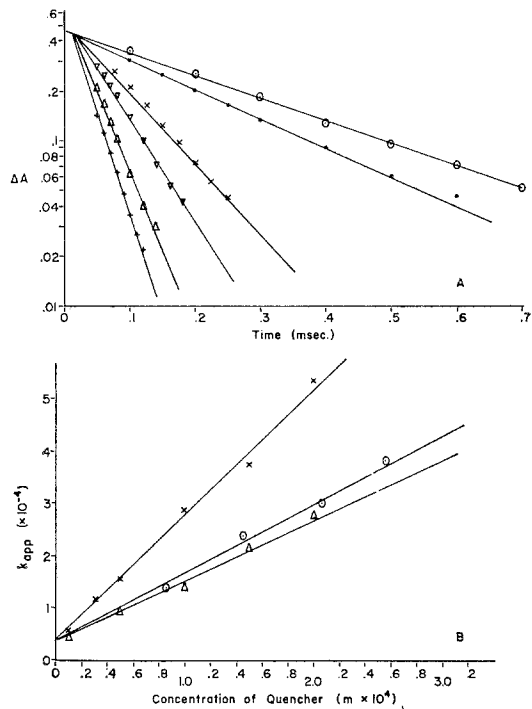 .6
.4
.2
.1
.08
.06
.04
.02
.01
ΔA
0 .1 .2 .3 .4 .5 .6 .7
A
Time (msec.)
5
4
3
2
1
0
k app (×10⁻⁴)
0 .2 .4 .6 .8 1.0 .2 .4 .6 .8 2.0 .2 .4 .6 .8 3.0 .2
B
Concentration of Quencher (m × 10⁴)